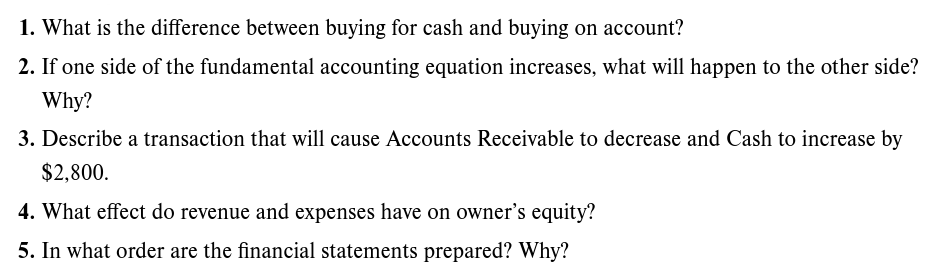 1. What is the difference between buying for cash and buying on account?
2. If one side of the fundamental accounting equation increases, what will happen to the other side?
Why?
3. Describe a transaction that will cause Accounts Receivable to decrease and Cash to increase by
$2,800.
4. What effect do revenue and expenses have on owner’s equity?
5. In what order are the financial statements prepared? Why?